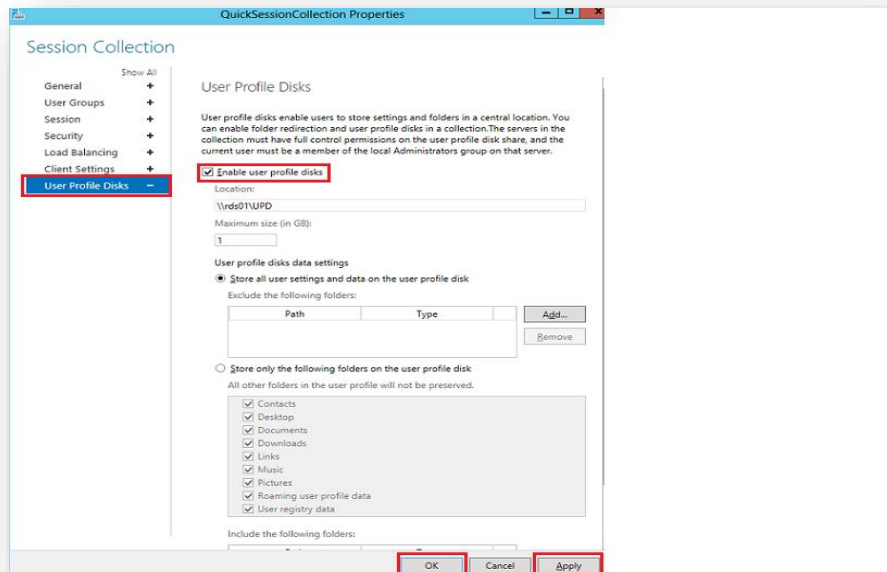 QuickSessionCollection Properties
Session Collection
Show All
General +
User Groups +
Session +
Security +
Load Balancing +
Client Settings +
User Profile Disks –
User Profile Disks
User profile disks enable users to store settings and folders in a central location. You
can enable folder redirection and user profile disks in a collection.The servers in the
collection must have full control permissions on the user profile disk share, and the
current user must be a member of the local Administrators group on that server.
Enable user profile disks
Location:
\\rds01\UPD
Maximum size (in GB):
1
User profile disks data settings
Store all user settings and data on the user profile disk
Exclude the following folders:
Path Type
Add...
Remove
Store only the following folders on the user profile disk
All other folders in the user profile will not be preserved.
Contacts
Desktop
Documents
Downloads
Links
Music
Pictures
Roaming user profile data
User registry data
Include the following folders:
OK Cancel Apply